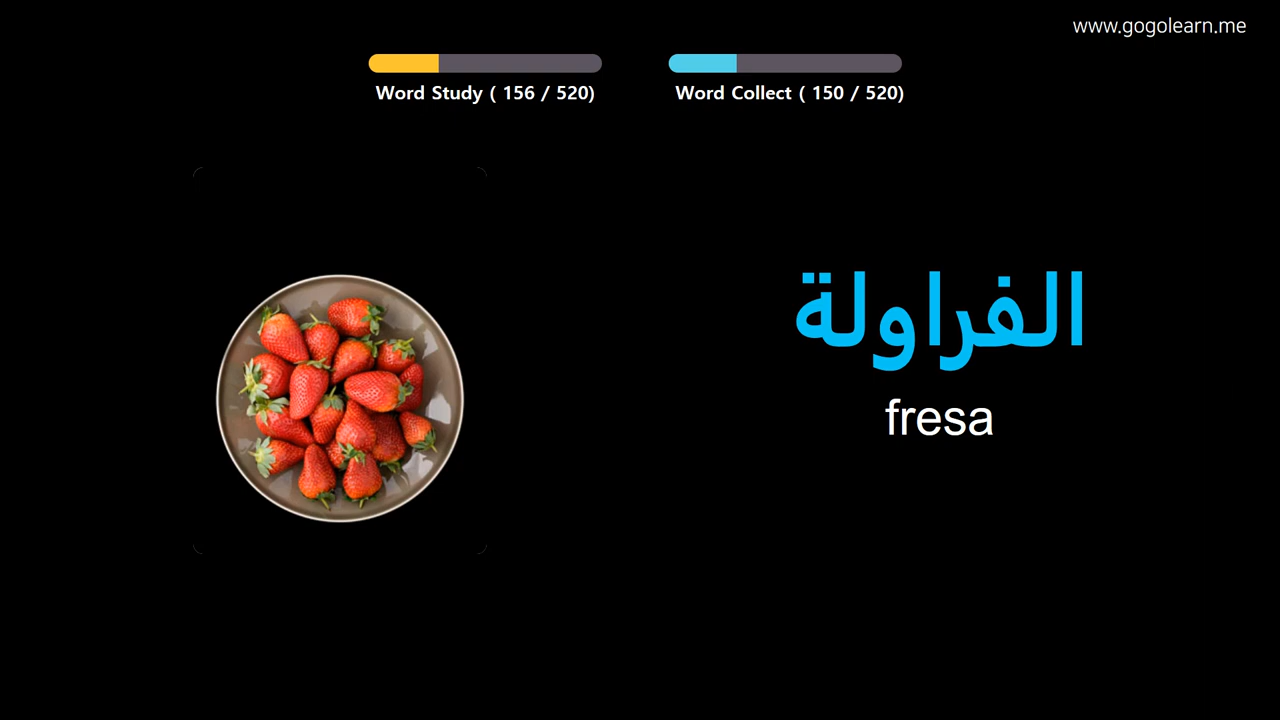 www.gogolearn.me
Word Study ( 156 / 520)
Word Collect ( 150 / 520)
الفراولة
fresa